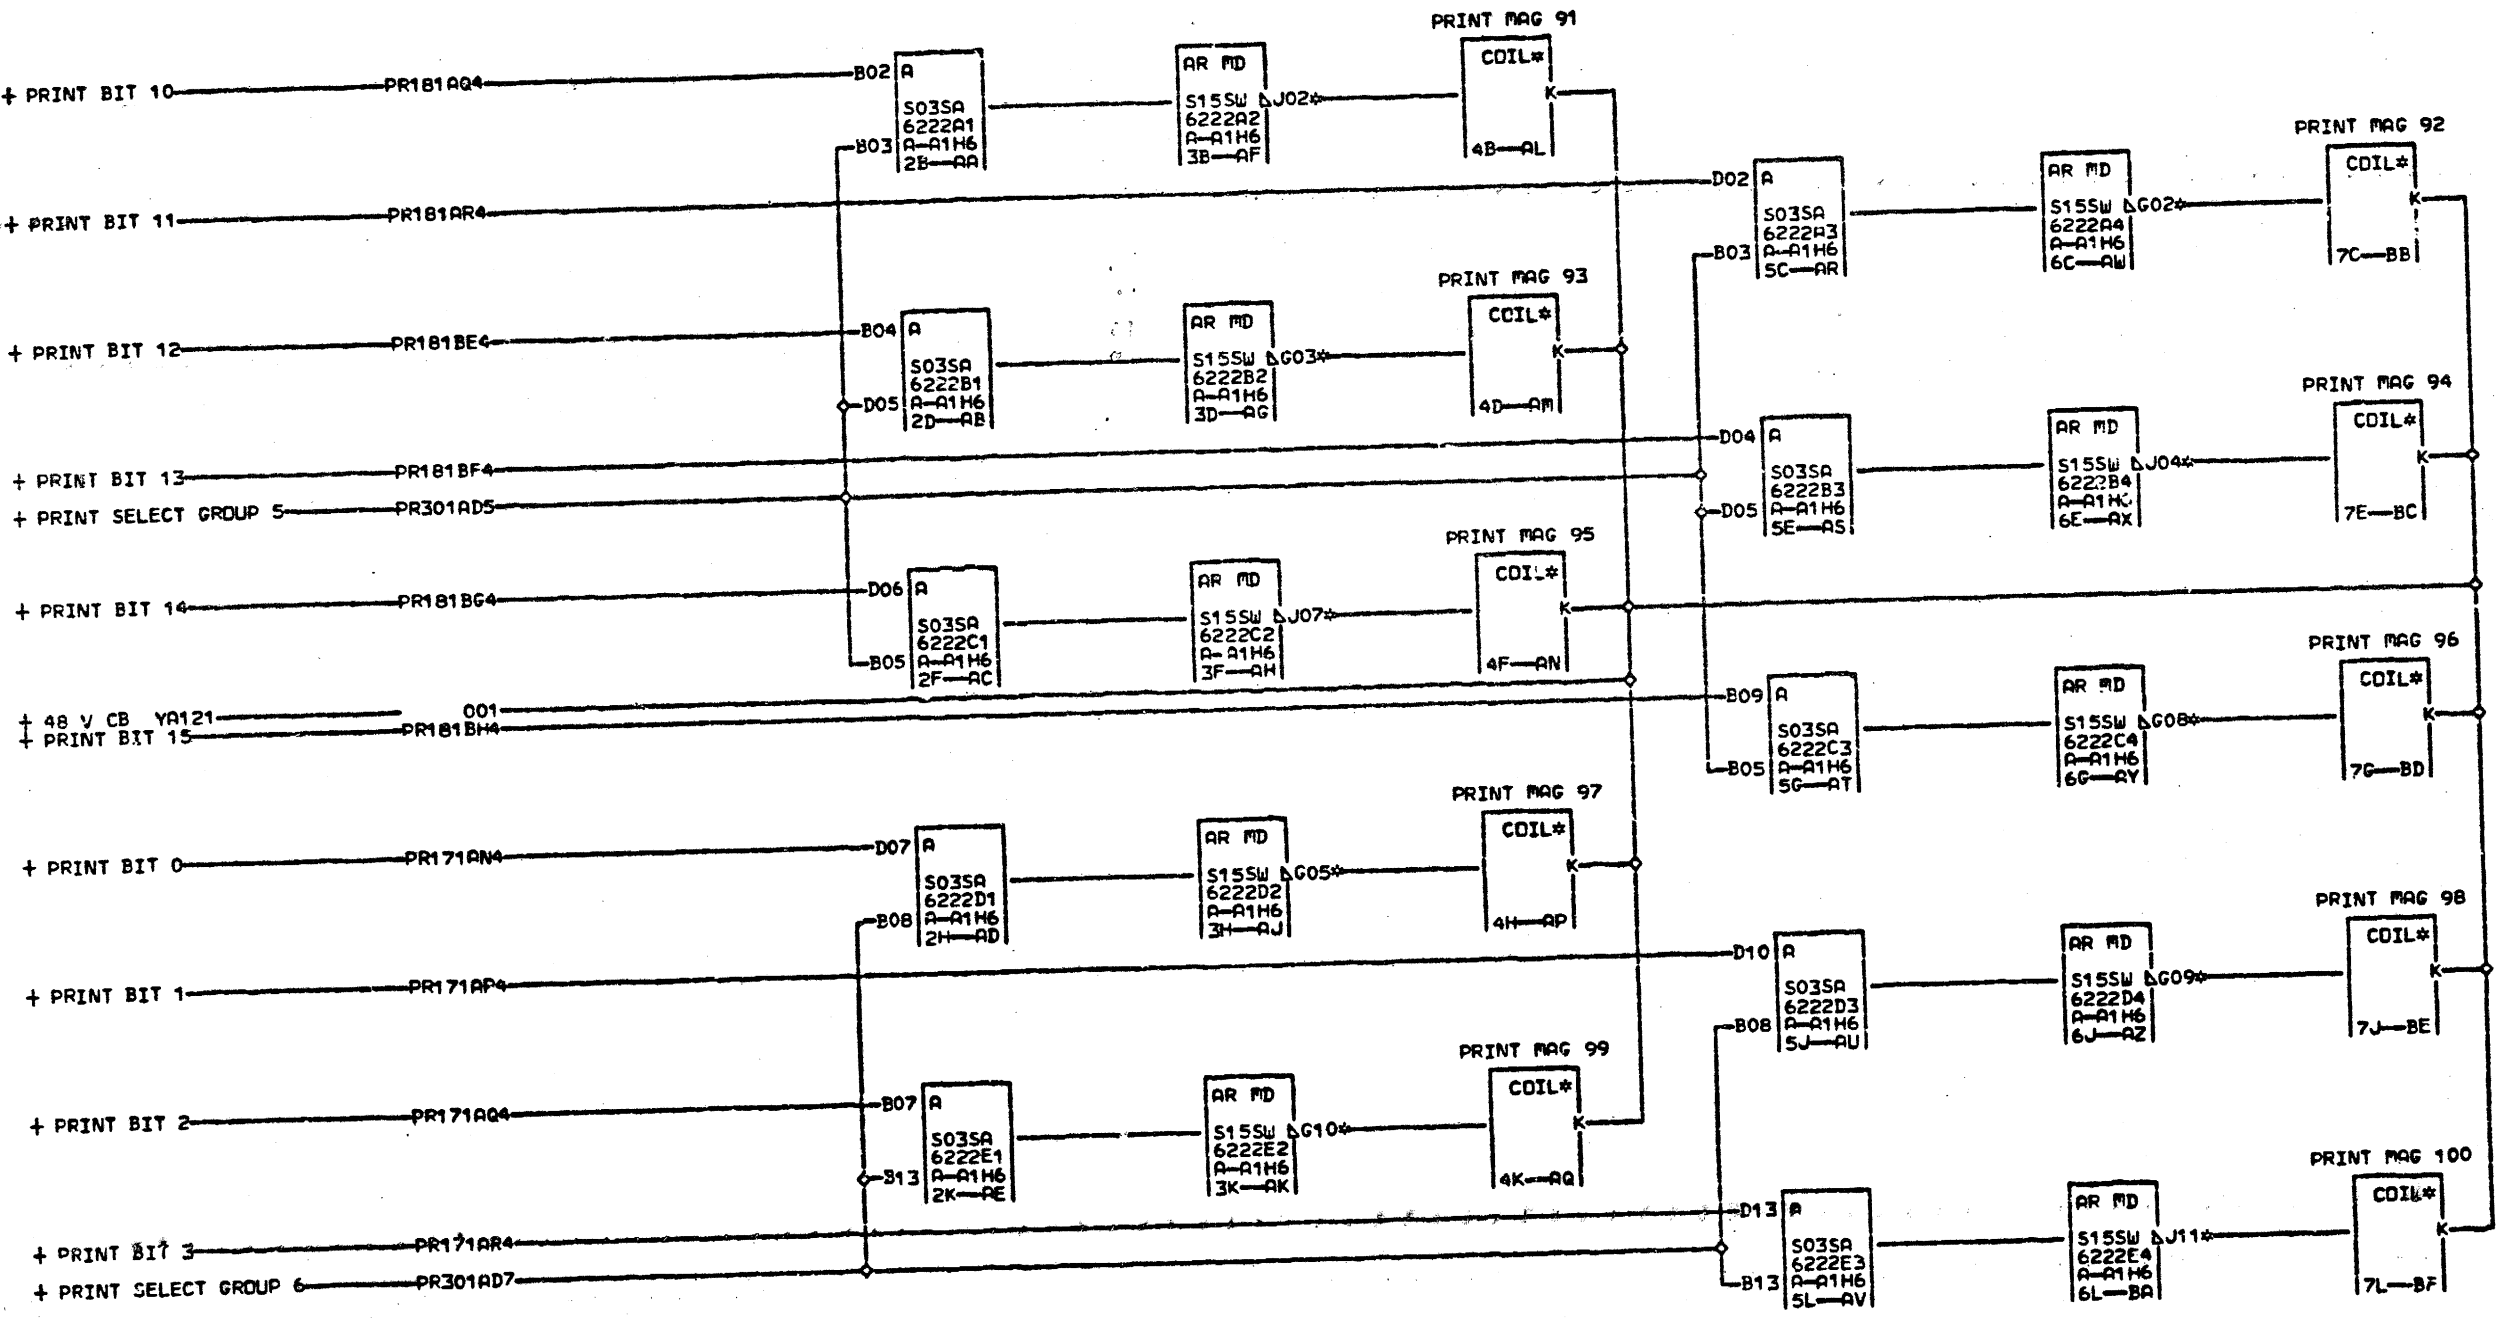 PRINT MAG 91
+ PRINT BIT 10 PR181AQ4 B02 A
S03SA
6222A1
B03 A-A1H6
2B-AA
AR MD
S15SW J02*
6222A2
A-A1H6
3B-AF
COIL*
K
4B-AL
PRINT MAG 92
+ PRINT BIT 11 PR181AR4 D02 A
S03SA
6222A3
B03 A-A1H6
5C-AR
AR MD
S15SW G02*
6222A4
A-A1H6
6C-AW
COIL*
K
7C-BB
PRINT MAG 93
+ PRINT BIT 12 PR181BE4 B04 A
S03SA
6222B1
D05 A-A1H6
2D-AB
AR MD
S15SW G03*
6222B2
A-A1H6
3D-AG
COIL*
K
4D-AM
PRINT MAG 94
+ PRINT BIT 13 PR181BF4 D04 A
+ PRINT SELECT GROUP 5 PR301AD5
S03SA
6222B3
D05 A-A1H6
5E-AS
AR MD
S15SW J04*
6222B4
6E-AX
COIL*
K
7E-BC
PRINT MAG 95
+ PRINT BIT 14 PR181BG4 D06 A
S03SA
6222C1
B05 A-A1H6
2F-AC
AR MD
S15SW J07*
6222C2
A-A1H6
3F-AH
COIL*
K
4F-AN
PRINT MAG 96
+ 48 V CB YA121 001
+ PRINT BIT 15 PR181BH4 B09 A
S03SA
6222C3
B05 A-A1H6
5G-AT
AR MD
S15SW G08*
6222C4
A-A1H6
6G-AY
COIL*
K
7G-BD
PRINT MAG 97
+ PRINT BIT 0 PR171AN4 D07 A
S03SA
6222D1
B08 A-A1H6
2H-AD
AR MD
S15SW G05*
6222D2
A-A1H6
3H-AJ
COIL*
K
4H-AP
PRINT MAG 98
+ PRINT BIT 1 PR171AP4 D10 A
S03SA
6222D3
B08 A-A1H6
5J-AU
AR MD
S15SW G09*
6222D4
A-A1H6
6J-AZ
COIL*
K
7J-BE
PRINT MAG 99
+ PRINT BIT 2 PR171AQ4 B07 A
S03SA
6222E1
B13 A-A1H6
2K-AE
AR MD
S15SW G10*
6222E2
A-A1H6
3K-AK
COIL*
K
4K-AQ
PRINT MAG 100
+ PRINT BIT 3 PR171AR4 D13 A
+ PRINT SELECT GROUP 6 PR301AD7
S03SA
6222E3
B13 A-A1H6
5L-AV
AR MD
S15SW J11*
6222E4
A-A1H6
6L-BA
COIL*
K
7L-BF